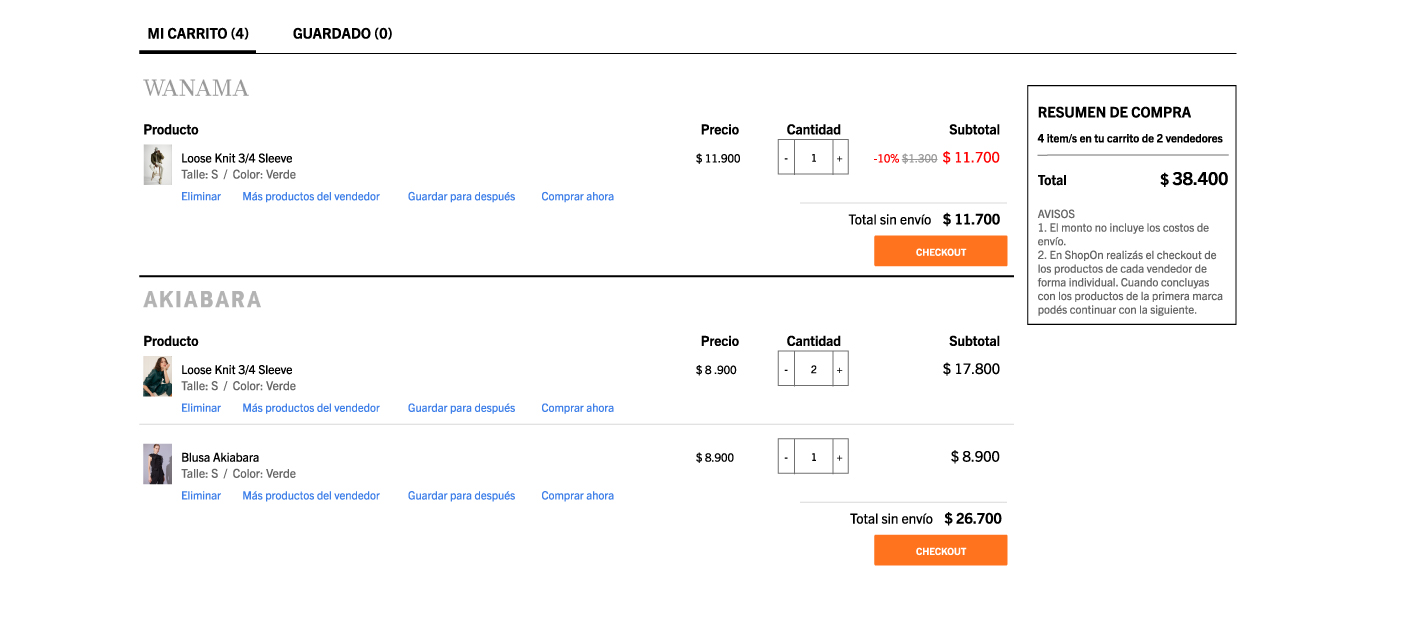 MI CARRITO (4) GUARDADO (0)
WANAMA
Producto Precio Cantidad Subtotal
Loose Knit 3/4 Sleeve $ 11.900 - 1 + -10% $1.300 $ 11.700
Talle: S / Color: Verde
Eliminar Más productos del vendedor Guardar para después Comprar ahora
Total sin envío $ 11.700
CHECKOUT
AKIABARA
Producto Precio Cantidad Subtotal
Loose Knit 3/4 Sleeve $ 8.900 - 2 + $ 17.800
Talle: S / Color: Verde
Eliminar Más productos del vendedor Guardar para después Comprar ahora
Blusa Akiabara $ 8.900 - 1 + $ 8.900
Talle: S / Color: Verde
Eliminar Más productos del vendedor Guardar para después Comprar ahora
Total sin envío $ 26.700
CHECKOUT
RESUMEN DE COMPRA
4 item/s en tu carrito de 2 vendedores
Total $ 38.400
AVISOS
1. El monto no incluye los costos de
envío.
2. En ShopOn realizás el checkout de
los productos de cada vendedor de
forma individual. Cuando concluyas
con los productos de la primera marca
podés continuar con la siguiente.